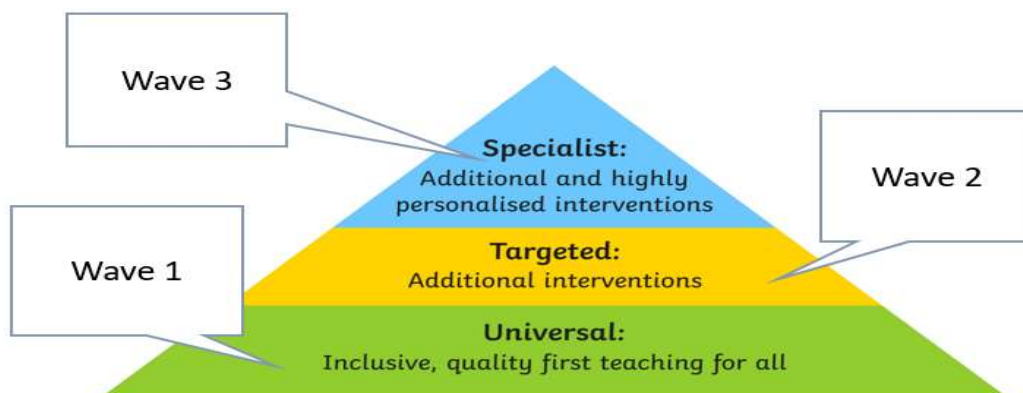 Wave 3
Specialist:
Additional and highly
personalised interventions
Wave 2
Targeted:
Additional interventions
Wave 1
Universal:
Inclusive, quality first teaching for all